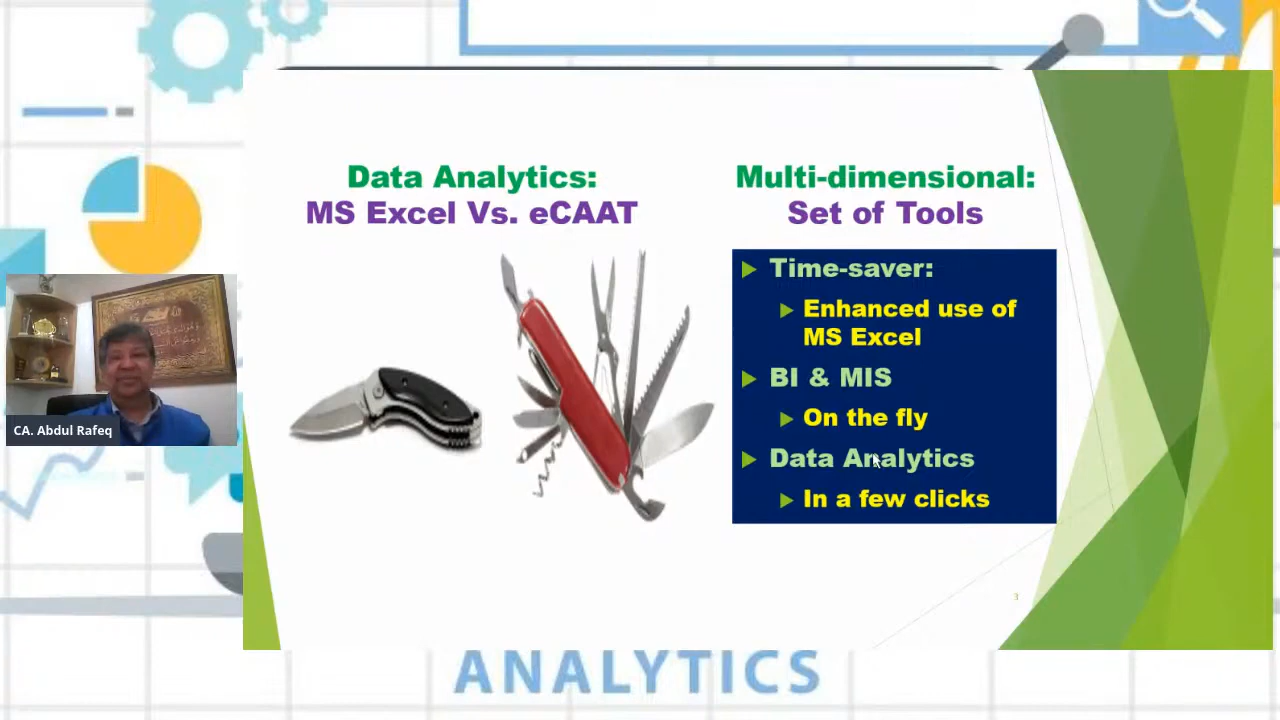 Data Analytics:
MS Excel Vs. eCAAT
Multi-dimensional:
Set of Tools
Time-saver:
Enhanced use of
MS Excel
BI & MIS
On the fly
Data Analytics
In a few clicks
3
CA. Abdul Rafeq
ANALYTICS